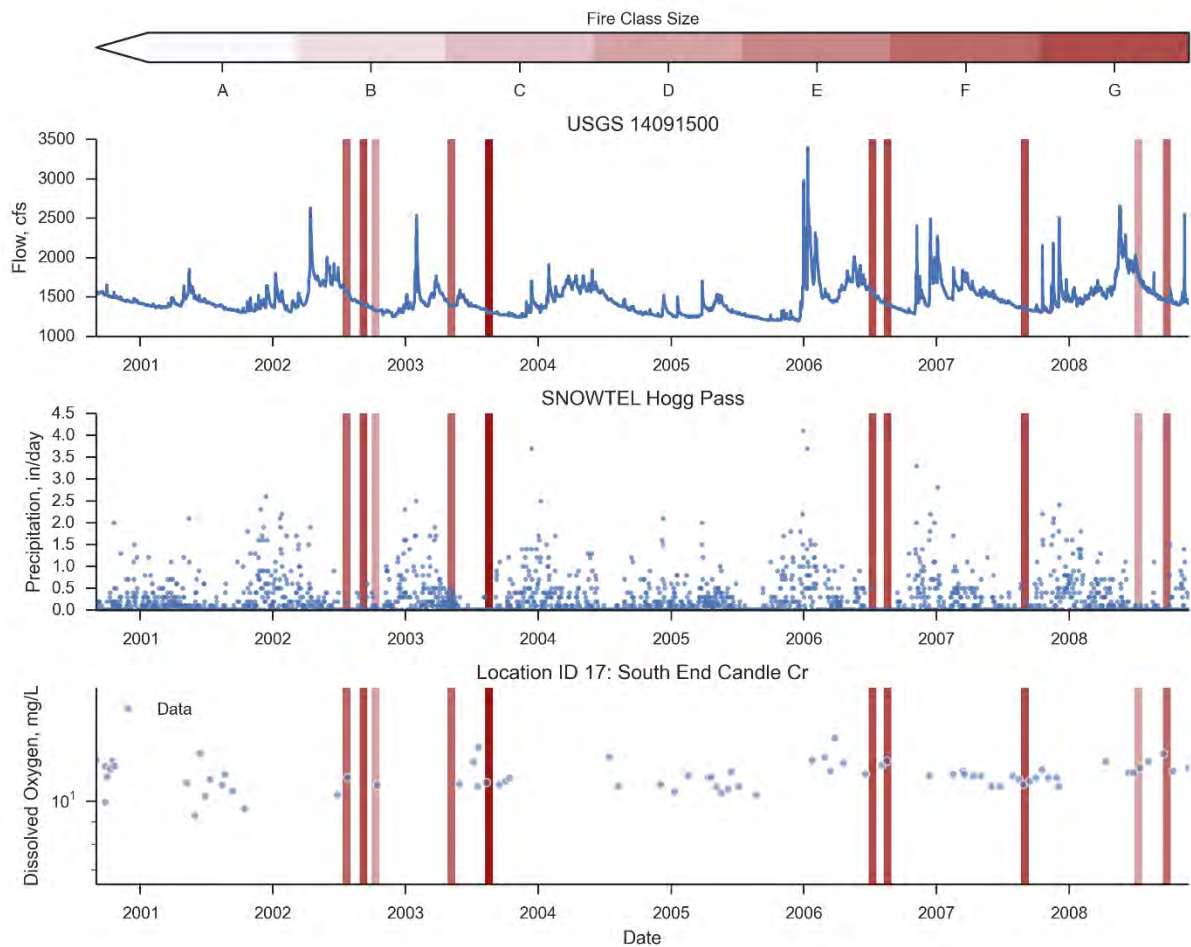 Fire Class Size
A B C D E F G
USGS 14091500
Flow, cfs
3500
3000
2500
2000
1500
1000
2001 2002 2003 2004 2005 2006 2007 2008
SNOWTEL Hogg Pass
Precipitation, in/day
4.5
4.0
3.5
3.0
2.5
2.0
1.5
1.0
0.5
0.0
2001 2002 2003 2004 2005 2006 2007 2008
Location ID 17: South End Candle Cr
Dissolved Oxygen, mg/L
Data
10¹
2001 2002 2003 2004 2005 2006 2007 2008
Date